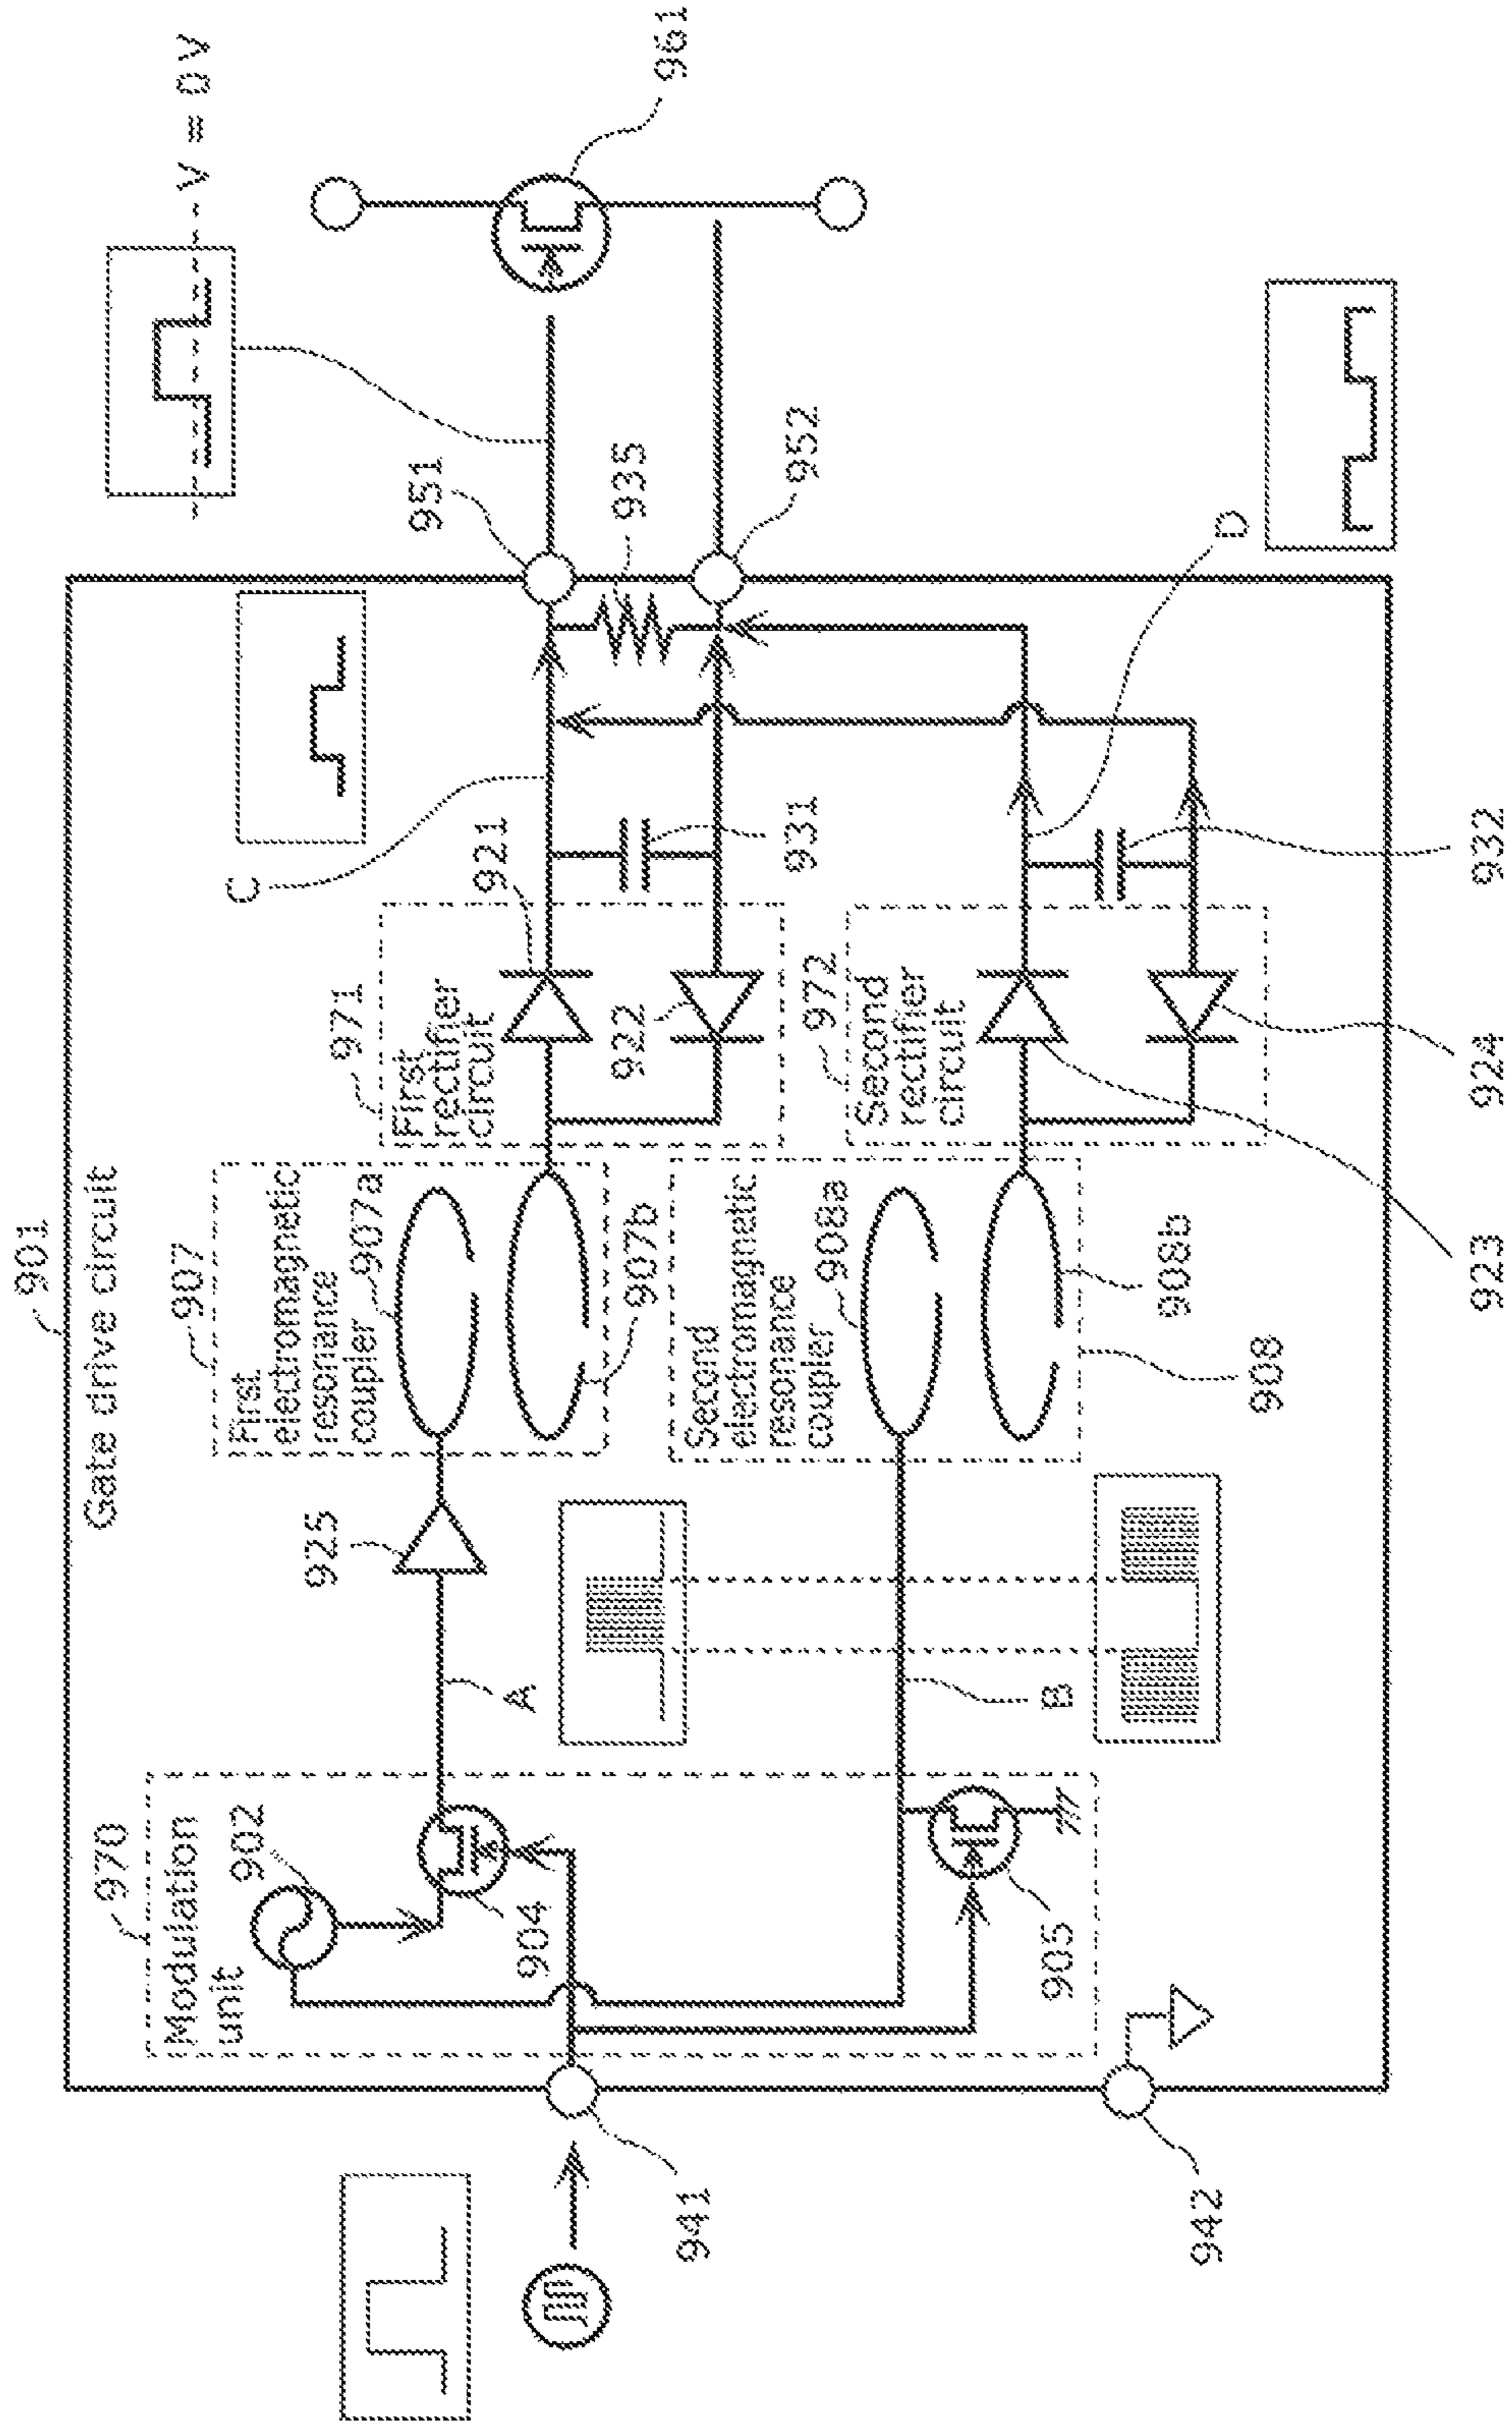 901
Gate drive circuit
970
Modulation
unit
902
904
905
941
942
A
B
925
907
First
electromagnetic
resonance
coupler
907a
907b
Second
electromagnetic
resonance
coupler
908a
908b
908
971
First
rectifier
circuit
921
922
972
Second
rectifier
circuit
923
924
C
931
932
D
951
935
952
V = 0V
961